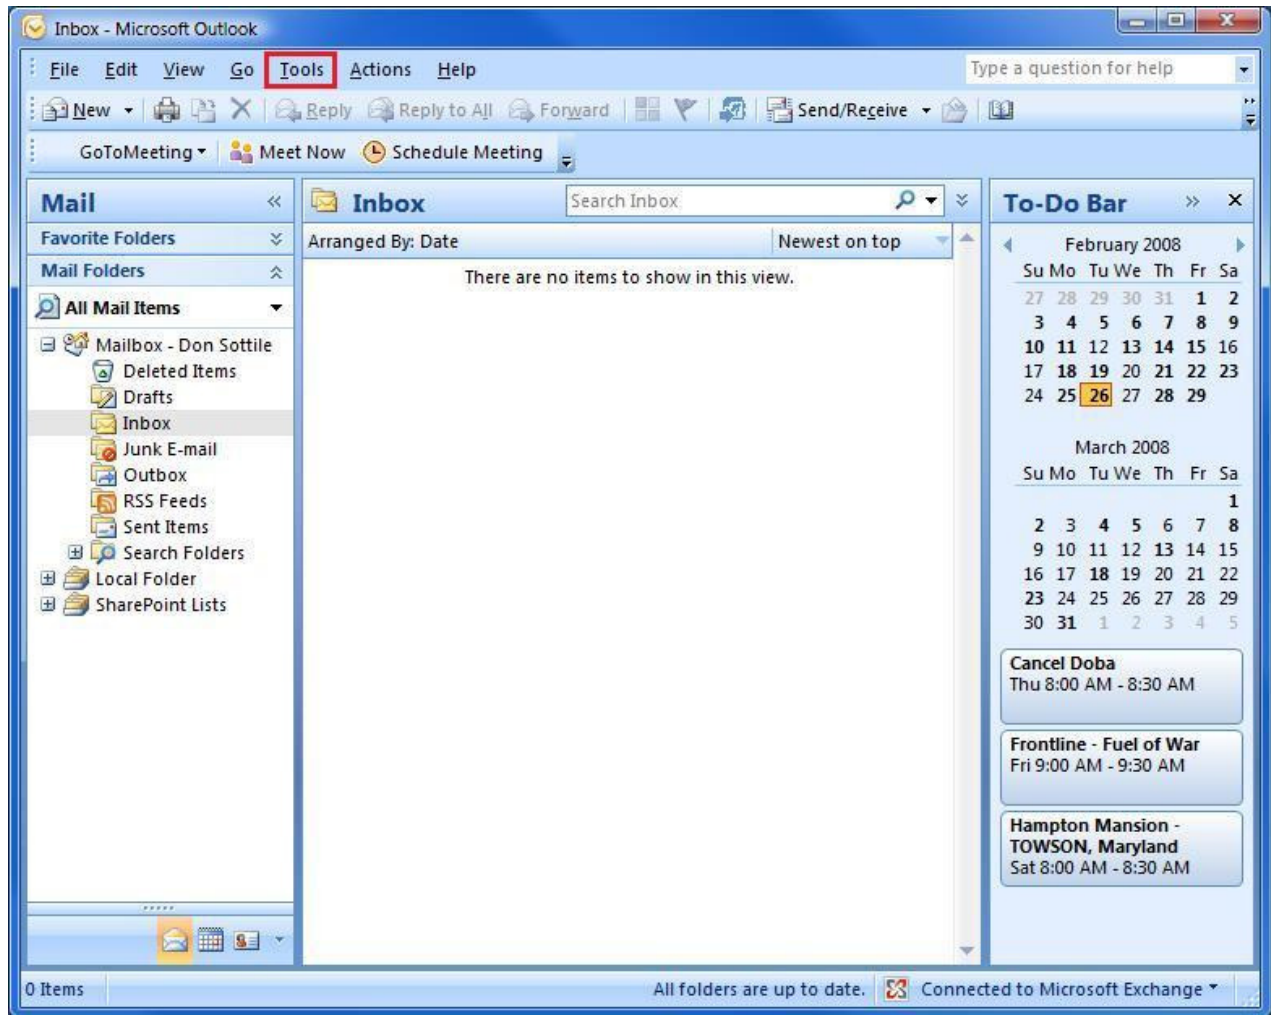 Inbox - Microsoft Outlook
File Edit View Go Tools Actions Help Type a question for help
New Reply Reply to All Forward Send/Receive
GoToMeeting Meet Now Schedule Meeting
Mail
Favorite Folders
Mail Folders
All Mail Items
Mailbox - Don Sottile
Deleted Items
Drafts
Inbox
Junk E-mail
Outbox
RSS Feeds
Sent Items
Search Folders
Local Folder
SharePoint Lists
Inbox Search Inbox
Arranged By: Date Newest on top
There are no items to show in this view.
To-Do Bar
February 2008
Su Mo Tu We Th Fr Sa
27 28 29 30 31 1 2
3 4 5 6 7 8 9
10 11 12 13 14 15 16
17 18 19 20 21 22 23
24 25 26 27 28 29
March 2008
Su Mo Tu We Th Fr Sa
1
2 3 4 5 6 7 8
9 10 11 12 13 14 15
16 17 18 19 20 21 22
23 24 25 26 27 28 29
30 31 1 2 3 4 5
Cancel Doba
Thu 8:00 AM - 8:30 AM
Frontline - Fuel of War
Fri 9:00 AM - 9:30 AM
Hampton Mansion -
TOWSON, Maryland
Sat 8:00 AM - 8:30 AM
0 Items All folders are up to date. Connected to Microsoft Exchange